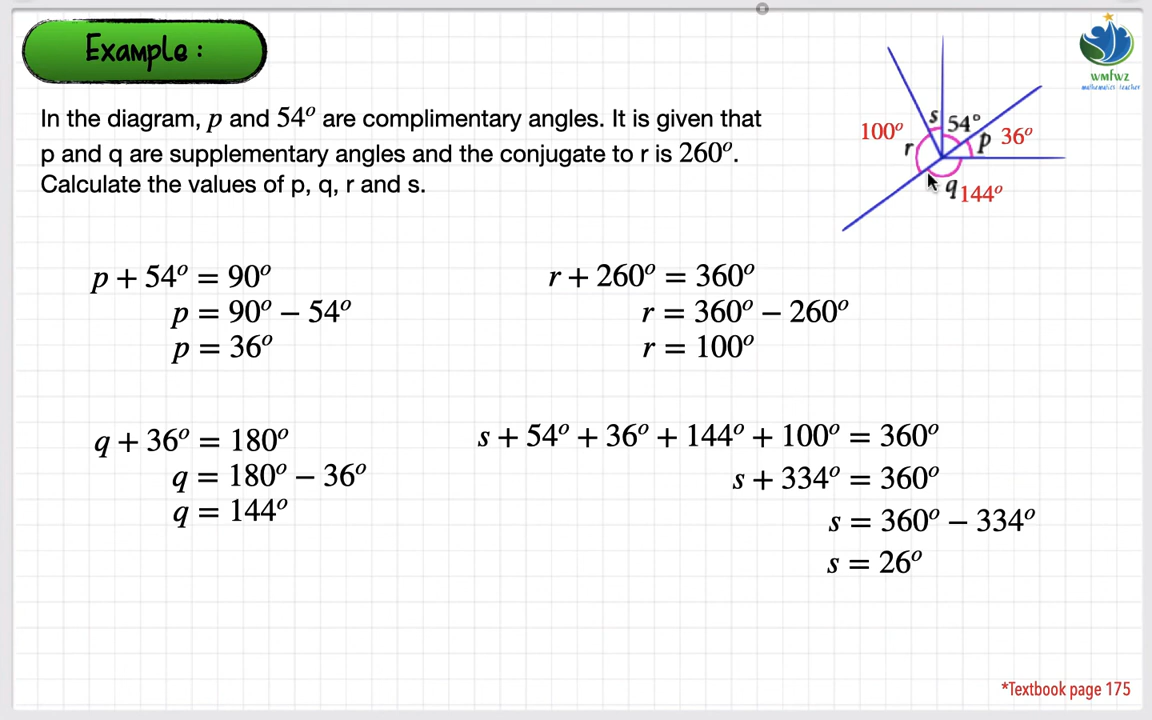 Example :
wmfwz
mathematics teacher
In the diagram, p and 54° are complimentary angles. It is given that
p and q are supplementary angles and the conjugate to r is 260°.
Calculate the values of p, q, r and s.
s 54°
100° r p 36°
q 144°
p + 54° = 90°
p = 90° − 54°
p = 36°
r + 260° = 360°
r = 360° − 260°
r = 100°
q + 36° = 180°
q = 180° − 36°
q = 144°
s + 54° + 36° + 144° + 100° = 360°
s + 334° = 360°
s = 360° − 334°
s = 26°
*Textbook page 175